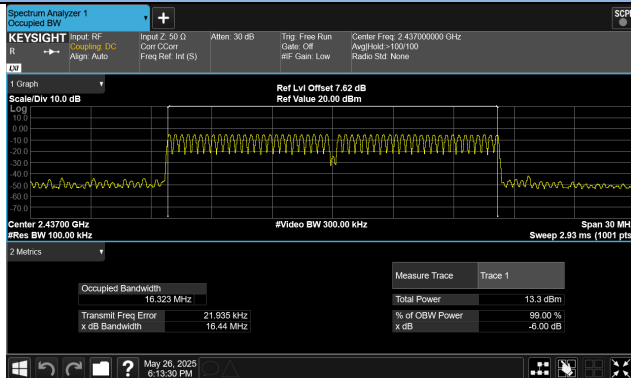 Spectrum Analyzer 1
Occupied BW
SCPI
KEYSIGHT
R
LXI
Input: RF
Coupling: DC
Align: Auto
Input Z: 50 Ω
Corr CCorr
Freq Ref: Int (S)
Atten: 30 dB
Trig: Free Run
Gate: Off
#IF Gain: Low
Center Freq: 2.437000000 GHz
Avg|Hold:>100/100
Radio Std: None
1 Graph
Scale/Div 10.0 dB
Ref Lvl Offset 7.62 dB
Ref Value 20.00 dBm
Log
10.0
0.00
-10.0
-20.0
-30.0
-40.0
-50.0
-60.0
-70.0
Center 2.43700 GHz
#Res BW 100.00 kHz
#Video BW 300.00 kHz
Span 30 MH
Sweep 2.93 ms (1001 pts
2 Metrics
Occupied Bandwidth
16.323 MHz
Transmit Freq Error 21.935 kHz
x dB Bandwidth 16.44 MHz
Measure Trace Trace 1
Total Power 13.3 dBm
% of OBW Power 99.00 %
x dB -6.00 dB
?
May 26, 2025
6:13:30 PM